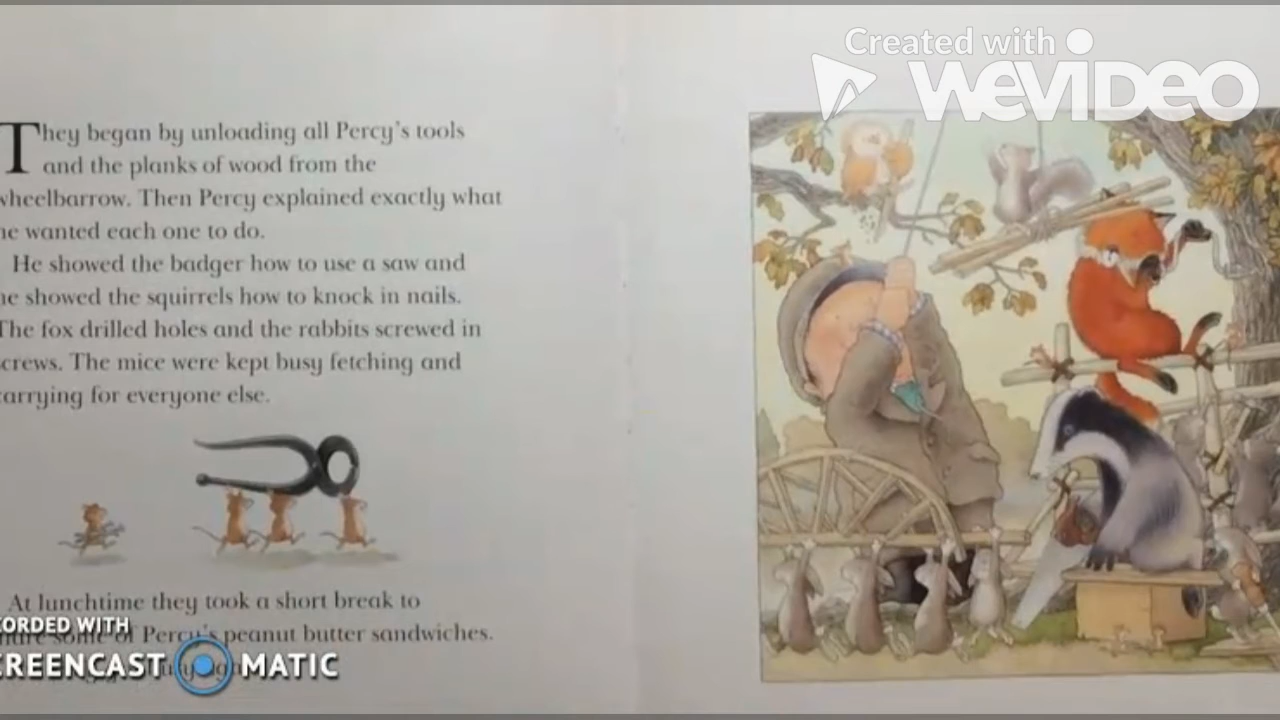 Created with
WEVIDEO
They began by unloading all Percy's tools
and the planks of wood from the
wheelbarrow. Then Percy explained exactly what
he wanted each one to do.
He showed the badger how to use a saw and
he showed the squirrels how to knock in nails.
The fox drilled holes and the rabbits screwed in
screws. The mice were kept busy fetching and
carrying for everyone else.
At lunchtime they took a short break to
some of Percy's peanut butter sandwiches.
CORDED WITH
CREENCAST MATIC